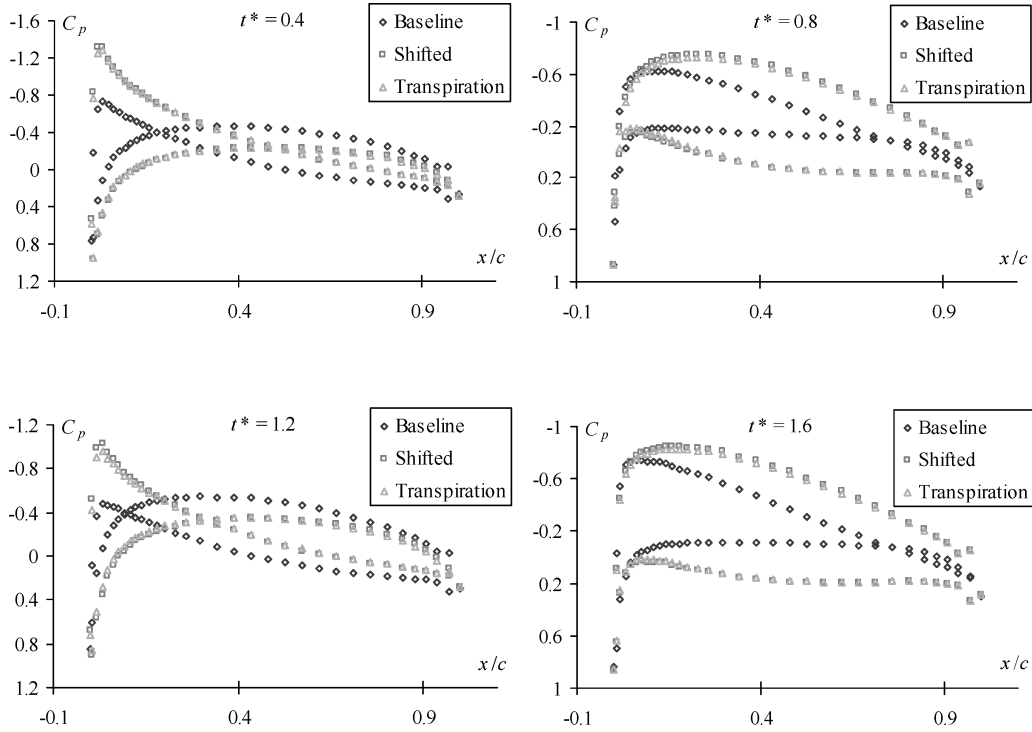 C_p
t* = 0.4
Baseline
Shifted
Transpiration
-1.6
-1.2
-0.8
-0.4
0
0.4
0.8
1.2
x/c
-0.1
0.4
0.9
C_p
t* = 0.8
Baseline
Shifted
Transpiration
-1
-0.6
-0.2
0.2
0.6
1
x/c
-0.1
0.4
0.9
C_p
t* = 1.2
Baseline
Shifted
Transpiration
-1.2
-0.8
-0.4
0
0.4
0.8
1.2
x/c
-0.1
0.4
0.9
C_p
t* = 1.6
Baseline
Shifted
Transpiration
-1
-0.6
-0.2
0.2
0.6
1
x/c
-0.1
0.4
0.9